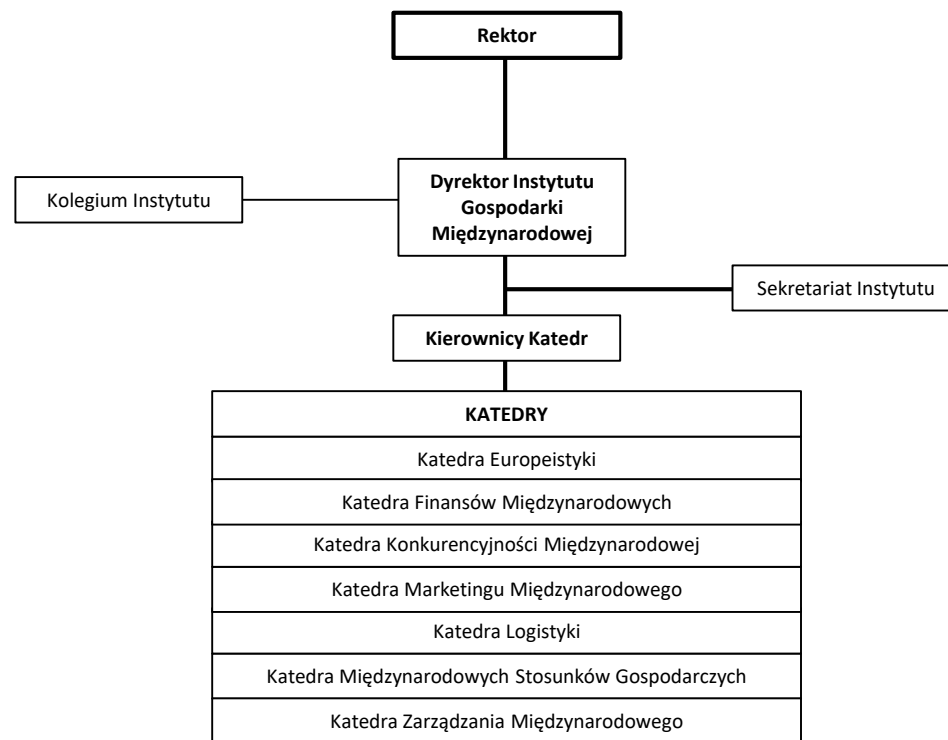 Rektor
Kolegium Instytutu
Dyrektor Instytutu
Gospodarki
Międzynarodowej
Sekretariat Instytutu
Kierownicy Katedr
KATEDRY
Katedra Europeistyki
Katedra Finansów Międzynarodowych
Katedra Konkurencyjności Międzynarodowej
Katedra Marketingu Międzynarodowego
Katedra Logistyki
Katedra Międzynarodowych Stosunków Gospodarczych
Katedra Zarządzania Międzynarodowego